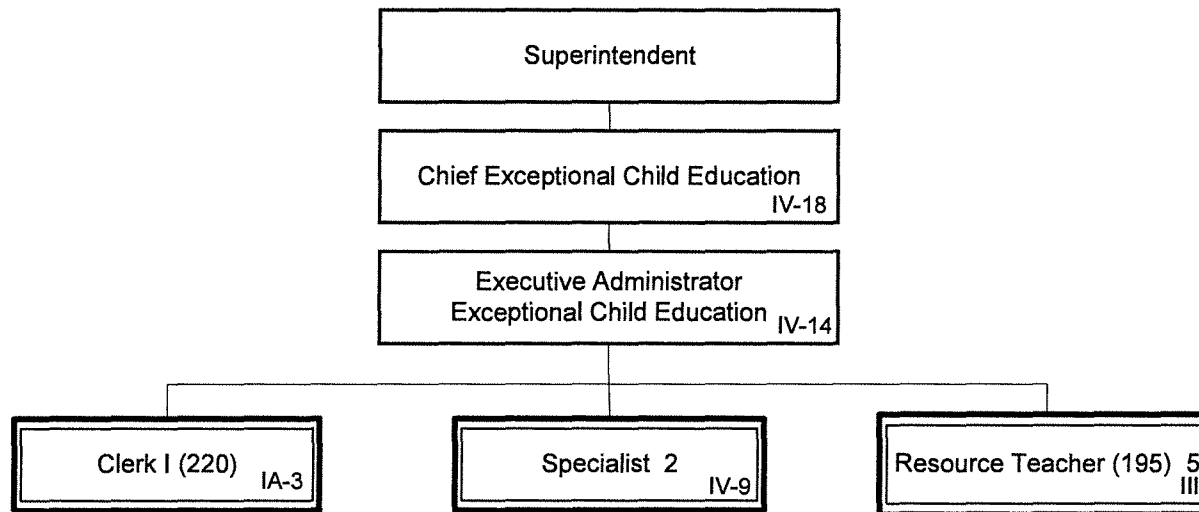 Superintendent
Chief Exceptional Child Education
IV-18
Executive Administrator
Exceptional Child Education
IV-14
Clerk I (220)
IA-3
Specialist 2
IV-9
Resource Teacher (195) 5
III